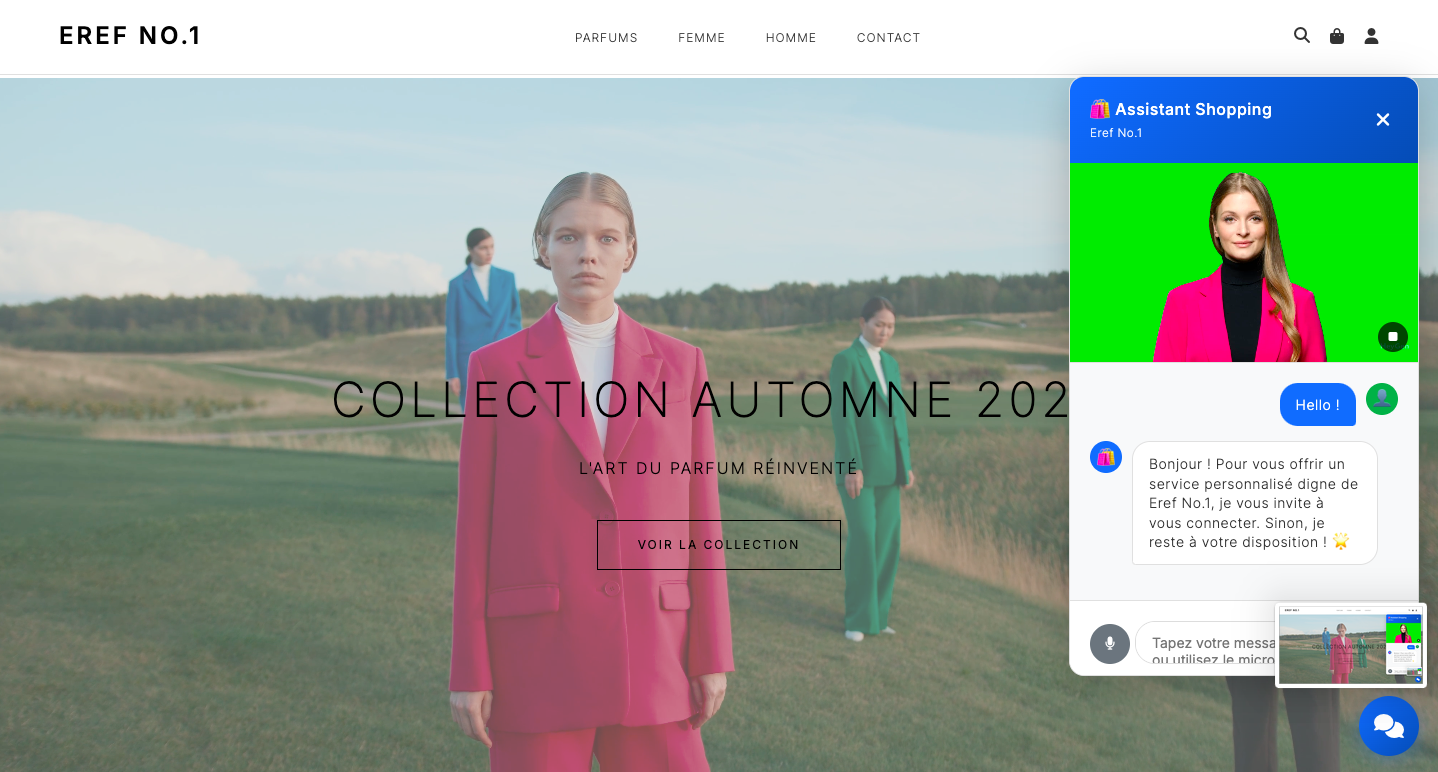 EREF NO.1
PARFUMS FEMME HOMME CONTACT
🛍️ Assistant Shopping
Eref No.1
COLLECTION AUTOMNE 202
L'ART DU PARFUM RÉINVENTÉ
VOIR LA COLLECTION
Hello !
Bonjour ! Pour vous offrir un
service personnalisé digne de
Eref No.1, je vous invite à
vous connecter. Sinon, je
reste à votre disposition ! 🌟
Tapez votre messa
ou utilisez le micro